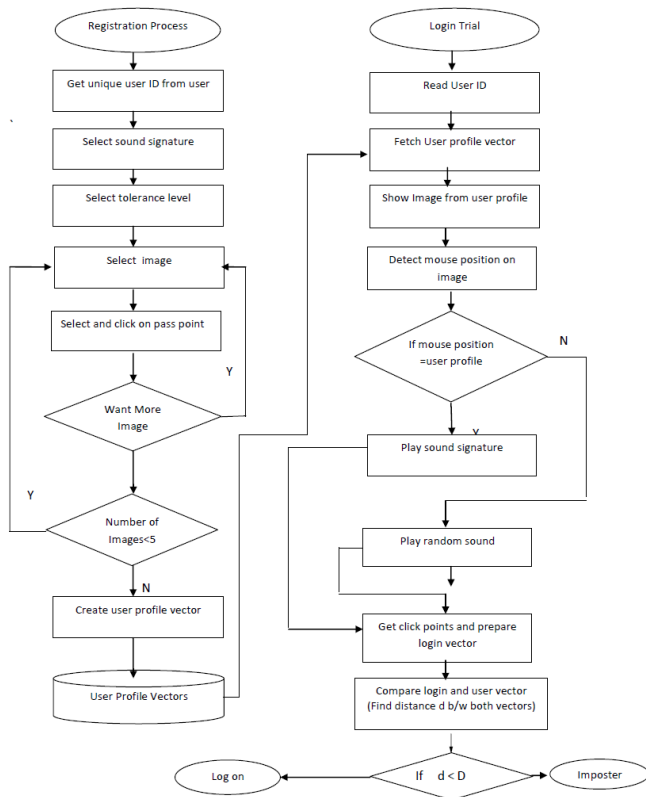 Registration Process
Get unique user ID from user
Select sound signature
Select tolerance level
Select image
Select and click on pass point
Y
Want More
Image
Y
Number of
Images<5
N
Create user profile vector
User Profile Vectors
Login Trial
Read User ID
Fetch User profile vector
Show Image from user profile
Detect mouse position on
image
N
If mouse position
=user profile
Y
Play sound signature
Play random sound
Get click points and prepare
login vector
Compare login and user vector
(Find distance d b/w both vectors)
If d < D
Log on
Imposter